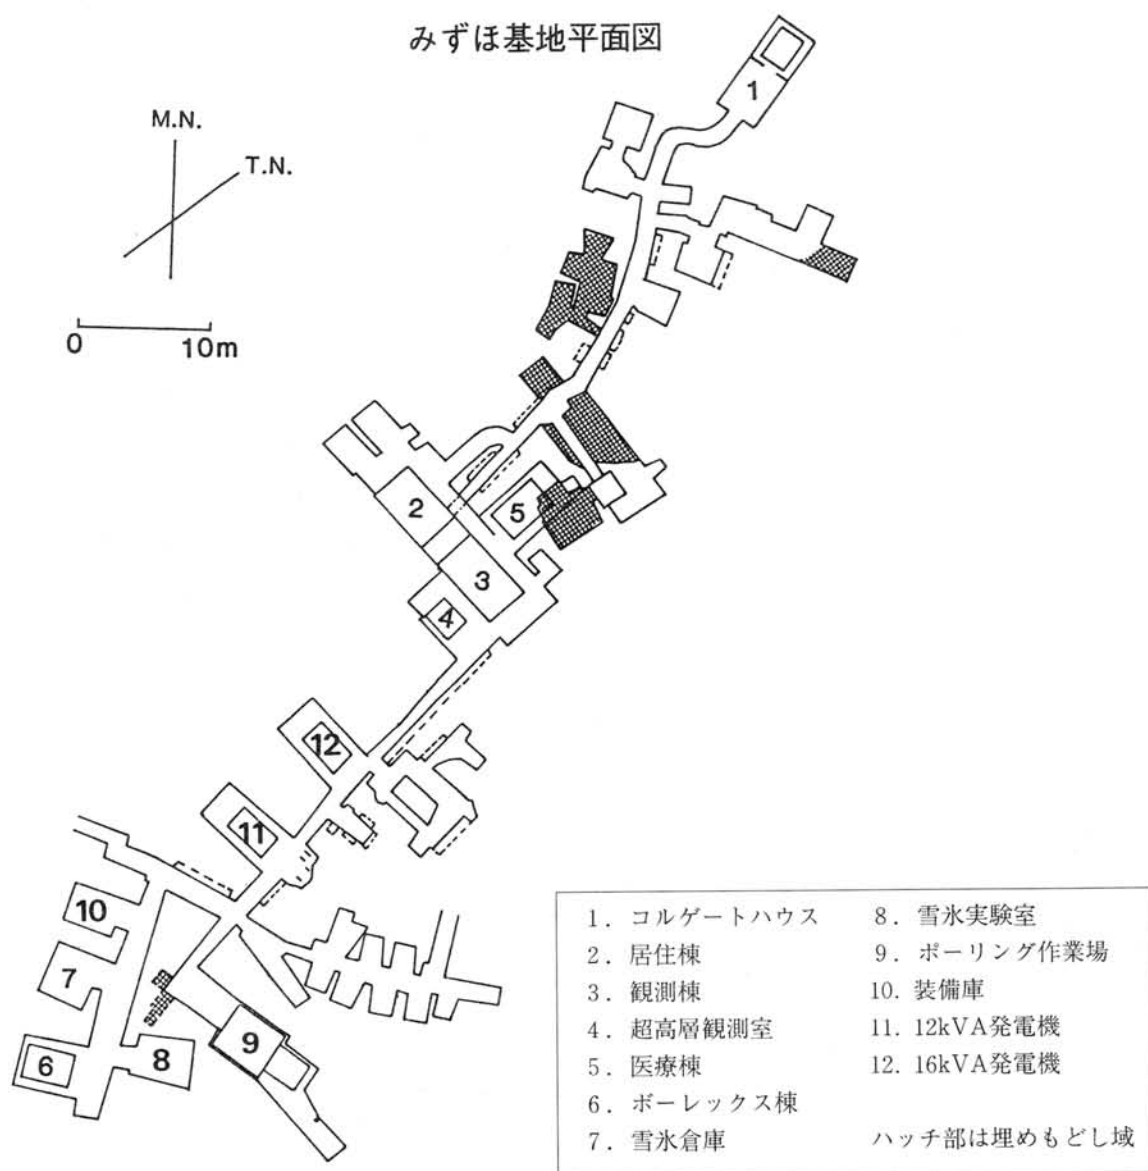 みずほ基地平面図
M.N.
T.N.
0 10m
1
2
5
3
4
12
11
10
7
9
8
6
1. コルゲートハウス
2. 居住棟
3. 観測棟
4. 超高層観測室
5. 医療棟
6. ボーレックス棟
7. 雪氷倉庫
8. 雪氷実験室
9. ボーリング作業場
10. 装備庫
11. 12kVA発電機
12. 16kVA発電機
ハッチ部は埋めもどし域